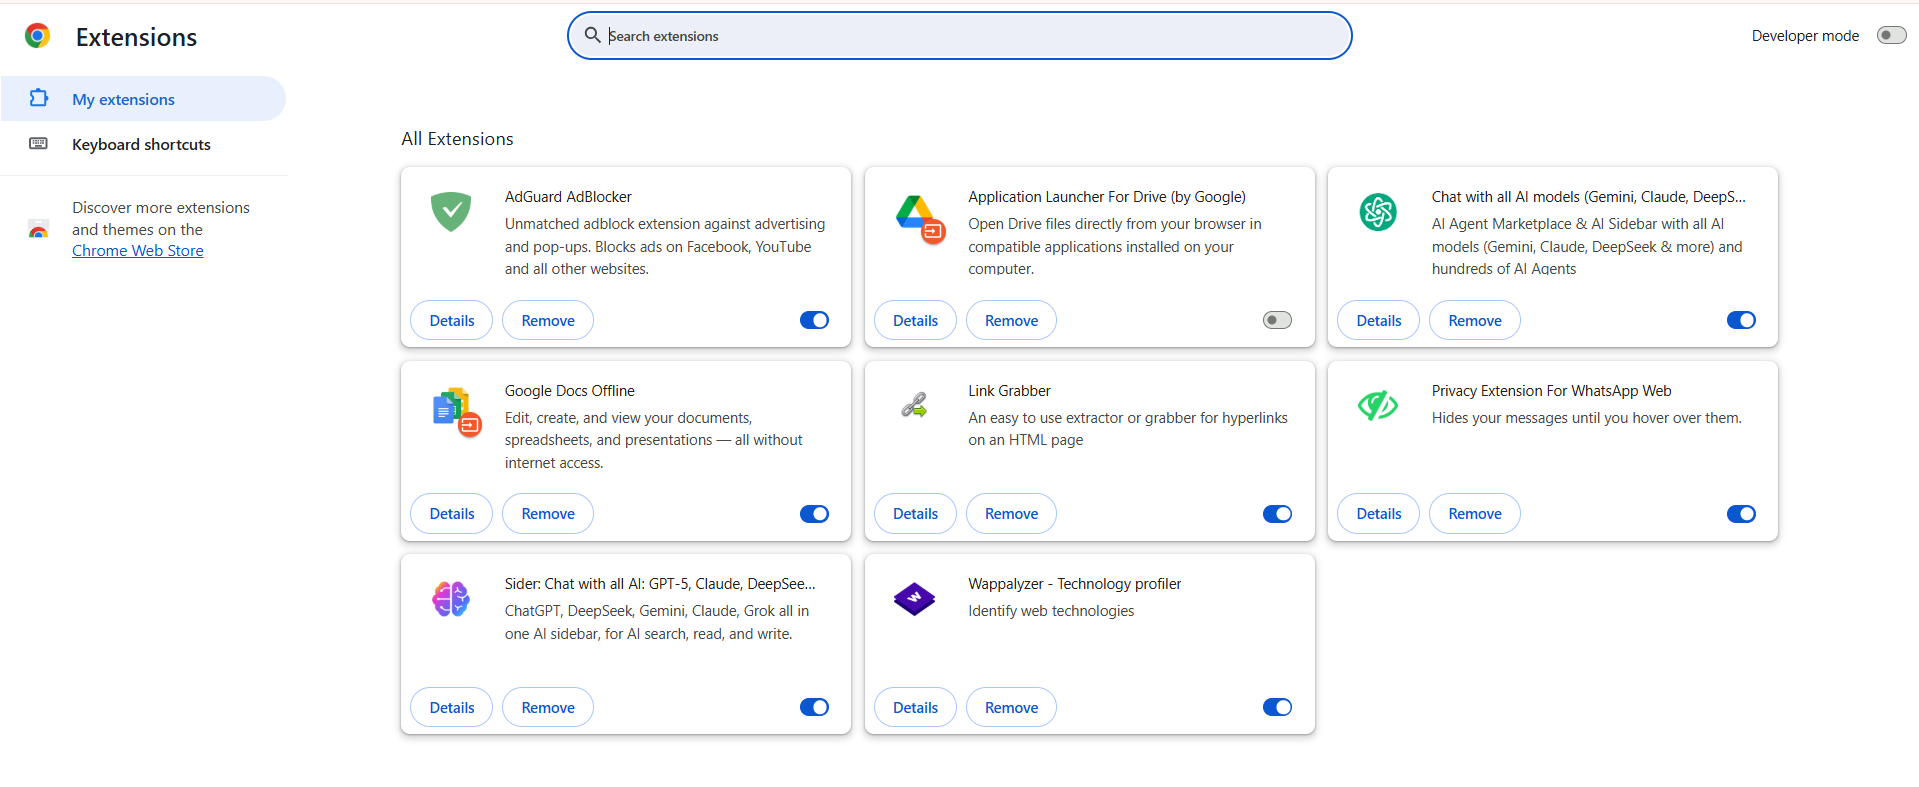 Extensions
Search extensions
Developer mode
My extensions
Keyboard shortcuts
Discover more extensions
and themes on the
Chrome Web Store
All Extensions
AdGuard AdBlocker
Unmatched adblock extension against advertising
and pop-ups. Blocks ads on Facebook, YouTube
and all other websites.
Details
Remove
Application Launcher For Drive (by Google)
Open Drive files directly from your browser in
compatible applications installed on your
computer.
Details
Remove
Chat with all AI models (Gemini, Claude, DeepS...
AI Agent Marketplace & AI Sidebar with all AI
models (Gemini, Claude, DeepSeek & more) and
hundreds of AI Agents
Details
Remove
Google Docs Offline
Edit, create, and view your documents,
spreadsheets, and presentations — all without
internet access.
Details
Remove
Link Grabber
An easy to use extractor or grabber for hyperlinks
on an HTML page
Details
Remove
Privacy Extension For WhatsApp Web
Hides your messages until you hover over them.
Details
Remove
Sider: Chat with all AI: GPT-5, Claude, DeepSee...
ChatGPT, DeepSeek, Gemini, Claude, Grok all in
one AI sidebar, for AI search, read, and write.
Details
Remove
W
Wappalyzer - Technology profiler
Identify web technologies
Details
Remove